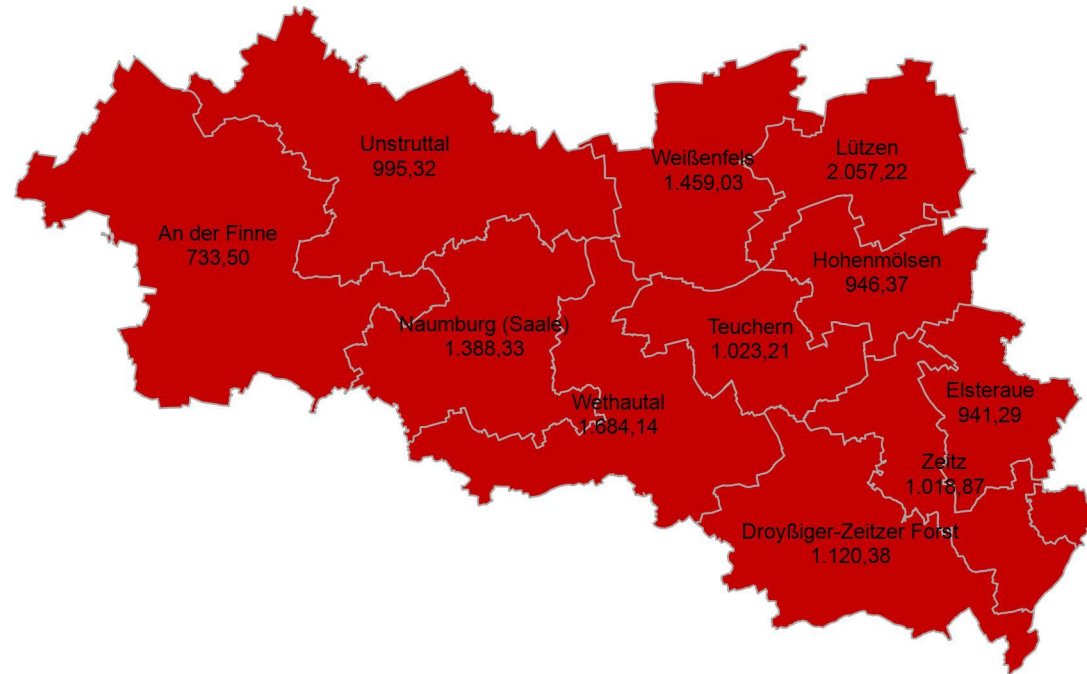 Unstruttal
995,32
Weißenfels
1.459,03
Lützen
2.057,22
An der Finne
733,50
Hohenmölsen
946,37
Naumburg (Saale)
1.388,33
Teuchern
1.023,21
Wethautal
1.684,14
Elsteraue
941,29
Zeitz
1.018,87
Droyßiger-Zeitzer Forst
1.120,38